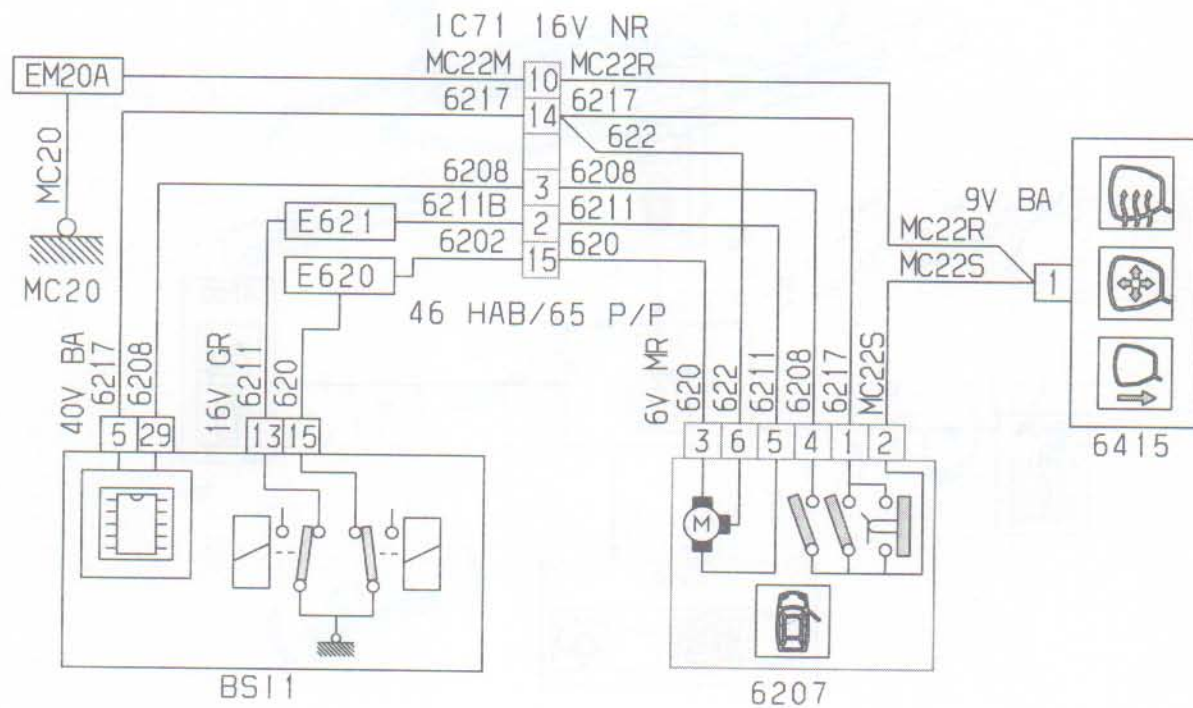 IC71 16V NR
EM20A
MC22M 10 MC22R
6217 14 6217
622
MC20
6208 3 6208
6211B 2 6211
E621
6202 15 620
E620
9V BA
MC22R
MC22S
1
MC20
46 HAB/65 P/P
40V BA 6217 6208
16V GR 6211 620
6V MR 620 622 6211 6208 6217 MC22S
5 29
13 15
3 6 5 4 1 2
6415
M
BSI1
6207